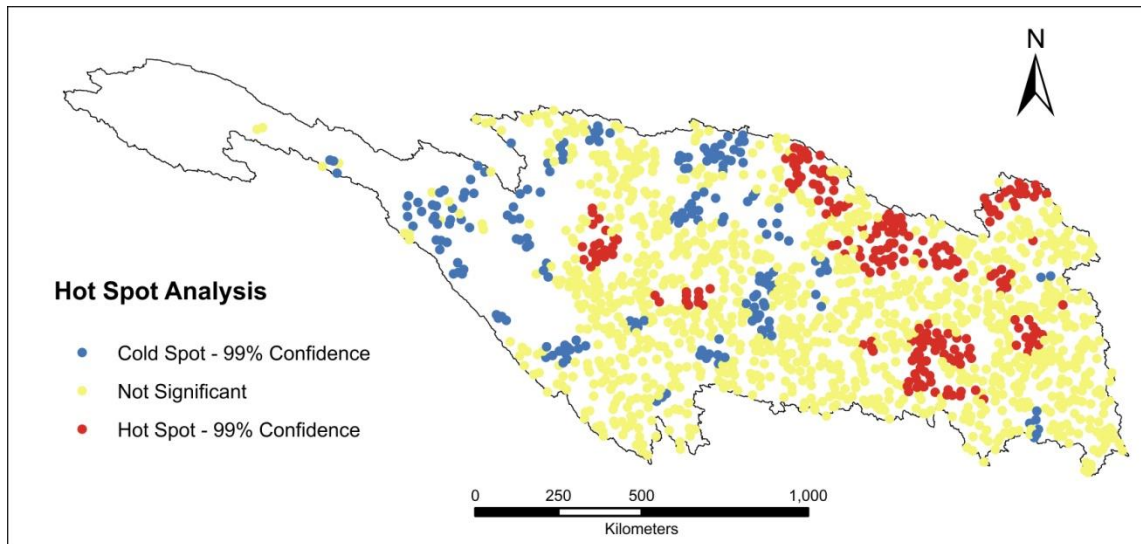 N
Hot Spot Analysis
Cold Spot - 99% Confidence
Not Significant
Hot Spot - 99% Confidence
0 250 500 1,000
Kilometers